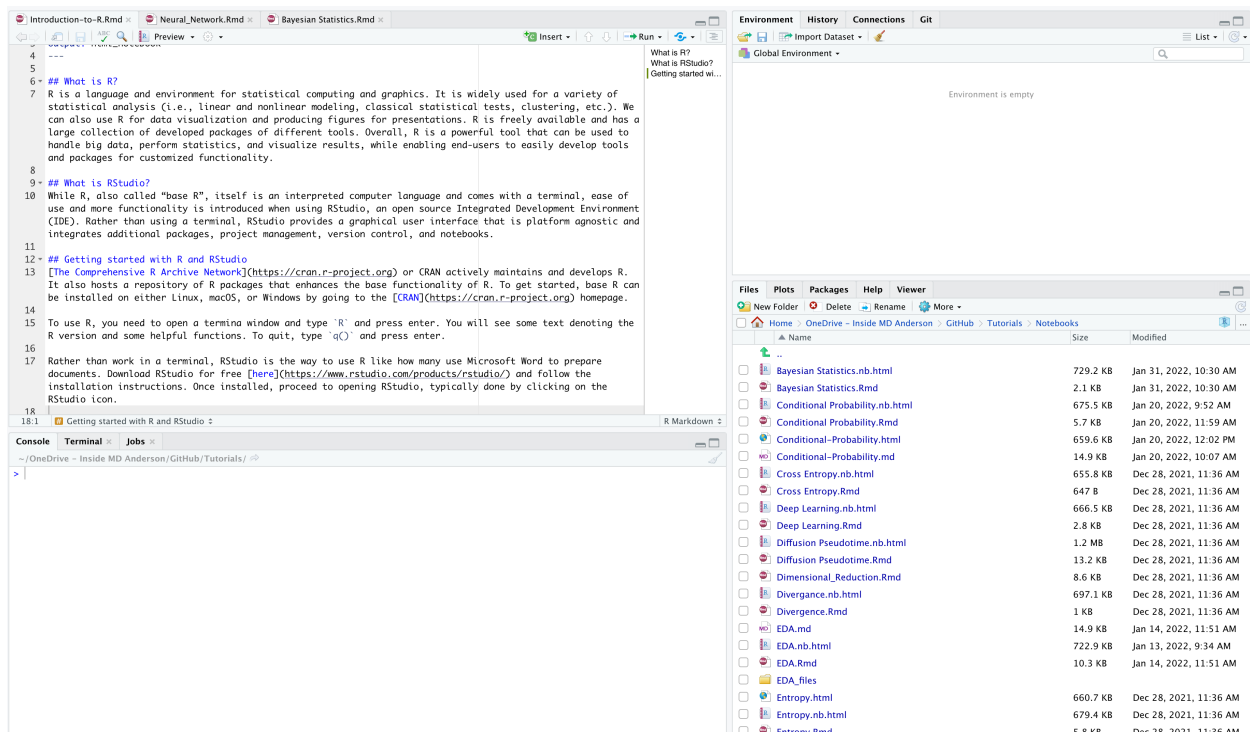 Introduction-to-R.Rmd × Neural_Network.Rmd × Bayesian Statistics.Rmd ×
ABC Preview Insert Run
4 ---
5
6 ## What is R?
7 R is a language and environment for statistical computing and graphics. It is widely used for a variety of
statistical analysis (i.e., linear and nonlinear modeling, classical statistical tests, clustering, etc.). We
can also use R for data visualization and producing figures for presentations. R is freely available and has a
large collection of developed packages of different tools. Overall, R is a powerful tool that can be used to
handle big data, perform statistics, and visualize results, while enabling end-users to easily develop tools
and packages for customized functionality.
8
9 ## What is RStudio?
10 While R, also called “base R”, itself is an interpreted computer language and comes with a terminal, ease of
use and more functionality is introduced when using RStudio, an open source Integrated Development Environment
(IDE). Rather than using a terminal, RStudio provides a graphical user interface that is platform agnostic and
integrates additional packages, project management, version control, and notebooks.
11
12 ## Getting started with R and RStudio
13 [The Comprehensive R Archive Network](https://cran.r-project.org) or CRAN actively maintains and develops R.
It also hosts a repository of R packages that enhances the base functionality of R. To get started, base R can
be installed on either Linux, macOS, or Windows by going to the [CRAN](https://cran.r-project.org) homepage.
14
15 To use R, you need to open a termina window and type `R` and press enter. You will see some text denoting the
R version and some helpful functions. To quit, type `q()` and press enter.
16
17 Rather than work in a terminal, RStudio is the way to use R like how many use Microsoft Word to prepare
documents. Download RStudio for free [here](https://www.rstudio.com/products/rstudio/) and follow the
installation instructions. Once installed, proceed to opening RStudio, typically done by clicking on the
RStudio icon.
18
What is R?
What is RStudio?
Getting started wi...
18:1 # Getting started with R and RStudio R Markdown
Console Terminal × Jobs ×
~/OneDrive - Inside MD Anderson/GitHub/Tutorials/
>
Environment History Connections Git
Import Dataset List
Global Environment
Environment is empty
Files Plots Packages Help Viewer
New Folder Delete Rename More
Home OneDrive - Inside MD Anderson GitHub Tutorials Notebooks R ...
Name Size Modified
..
Bayesian Statistics.nb.html 729.2 KB Jan 31, 2022, 10:30 AM
Bayesian Statistics.Rmd 2.1 KB Jan 31, 2022, 10:30 AM
Conditional Probability.nb.html 675.5 KB Jan 20, 2022, 9:52 AM
Conditional Probability.Rmd 5.7 KB Jan 20, 2022, 11:59 AM
Conditional-Probability.html 659.6 KB Jan 20, 2022, 12:02 PM
Conditional-Probability.md 14.9 KB Jan 20, 2022, 10:07 AM
Cross Entropy.nb.html 655.8 KB Dec 28, 2021, 11:36 AM
Cross Entropy.Rmd 647 B Dec 28, 2021, 11:36 AM
Deep Learning.nb.html 666.5 KB Dec 28, 2021, 11:36 AM
Deep Learning.Rmd 2.8 KB Dec 28, 2021, 11:36 AM
Diffusion Pseudotime.nb.html 1.2 MB Dec 28, 2021, 11:36 AM
Diffusion Pseudotime.Rmd 13.2 KB Dec 28, 2021, 11:36 AM
Dimensional_Reduction.Rmd 8.6 KB Dec 28, 2021, 11:36 AM
Divergance.nb.html 697.1 KB Dec 28, 2021, 11:36 AM
Divergence.Rmd 1 KB Dec 28, 2021, 11:36 AM
EDA.md 14.9 KB Jan 14, 2022, 11:51 AM
EDA.nb.html 722.9 KB Jan 13, 2022, 9:34 AM
EDA.Rmd 10.3 KB Jan 14, 2022, 11:51 AM
EDA_files
Entropy.html 660.7 KB Dec 28, 2021, 11:36 AM
Entropy.nb.html 679.4 KB Dec 28, 2021, 11:36 AM
Entropy.Rmd 5.8 KB Dec 28, 2021, 11:36 AM